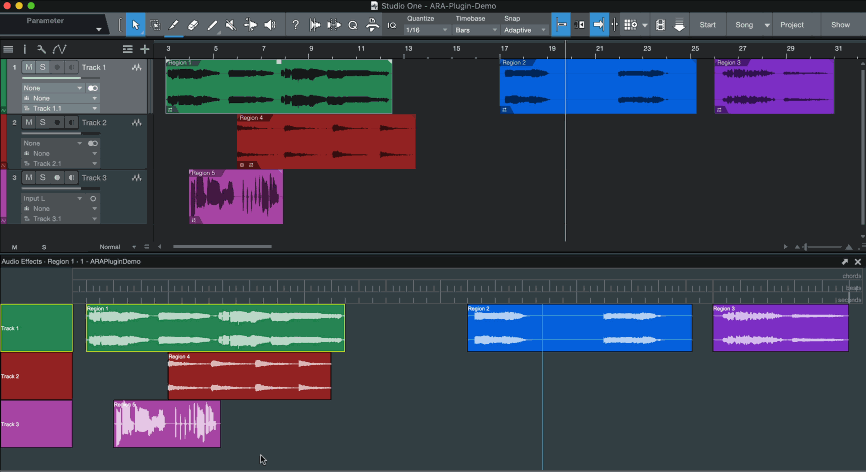 Studio One - ARA-Plugin-Demo
Parameter
Quantize Timebase Snap
1/16 Bars Adaptive
IQ Start Song Project Show
3 5 7 9 11 13 15 17 19 21 23 25 27 29 31
1 M S Track 1
None
None
Track 1.1
2 M S Track 2
None
None
Track 2.1
3 M S Track 3
Input L
None
Track 3.1
Region 1 Region 2 Region 3
Region 4
Region 5
M S Normal
Audio Effects - Region 1 - 1 - ARAPluginDemo
chords
beats
seconds
Track 1 Region 1 Region 2 Region 3
Track 2 Region 4
Track 3 Region 5